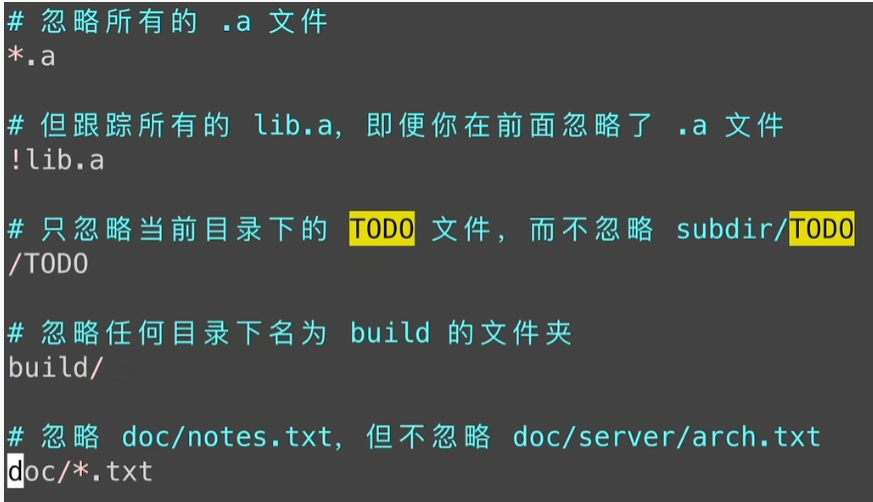 # 忽略所有的 .a 文件
*.a
# 但跟踪所有的 lib.a, 即便你在前面忽略了 .a 文件
!lib.a
# 只忽略当前目录下的 TODO 文件, 而不忽略 subdir/TODO
/TODO
# 忽略任何目录下名为 build 的文件夹
build/
# 忽略 doc/notes.txt, 但不忽略 doc/server/arch.txt
doc/*.txt